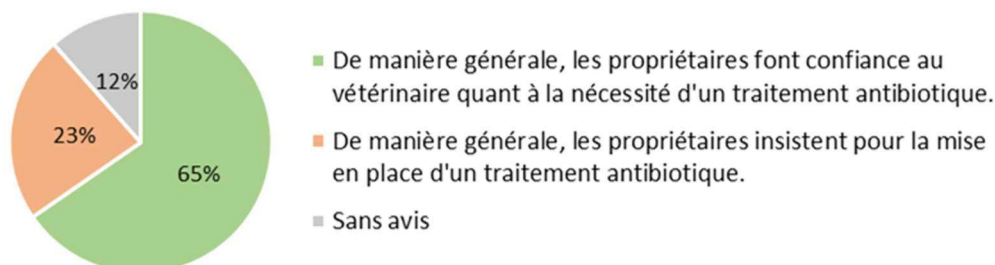 12%
23%
65%
De manière générale, les propriétaires font confiance au
vétérinaire quant à la nécessité d'un traitement antibiotique.
De manière générale, les propriétaires insistent pour la mise
en place d'un traitement antibiotique.
Sans avis